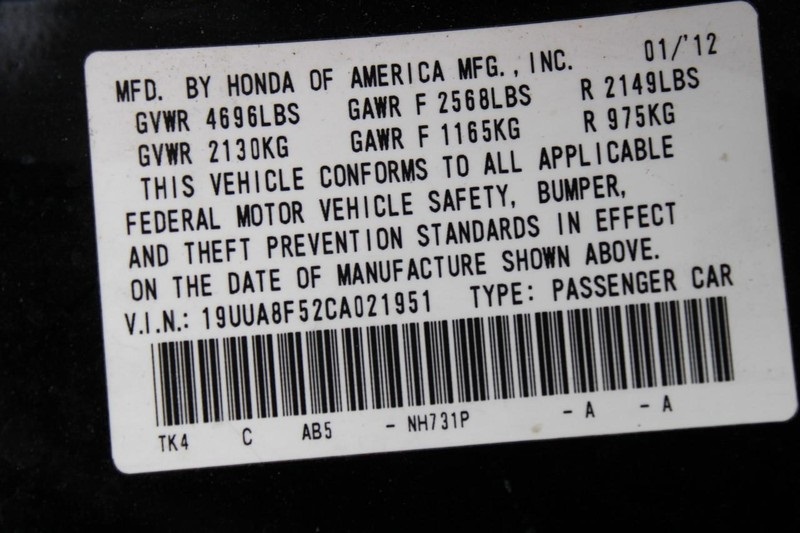 MFD. BY HONDA OF AMERICA MFG., INC. 01/'12
GVWR 4696LBS GAWR F 2568LBS R 2149LBS
GVWR 2130KG GAWR F 1165KG R 975KG
THIS VEHICLE CONFORMS TO ALL APPLICABLE
FEDERAL MOTOR VEHICLE SAFETY, BUMPER,
AND THEFT PREVENTION STANDARDS IN EFFECT
ON THE DATE OF MANUFACTURE SHOWN ABOVE.
V.I.N.: 19UUA8F52CA021951 TYPE: PASSENGER CAR
TK4 C AB5 - NH731P - A - A